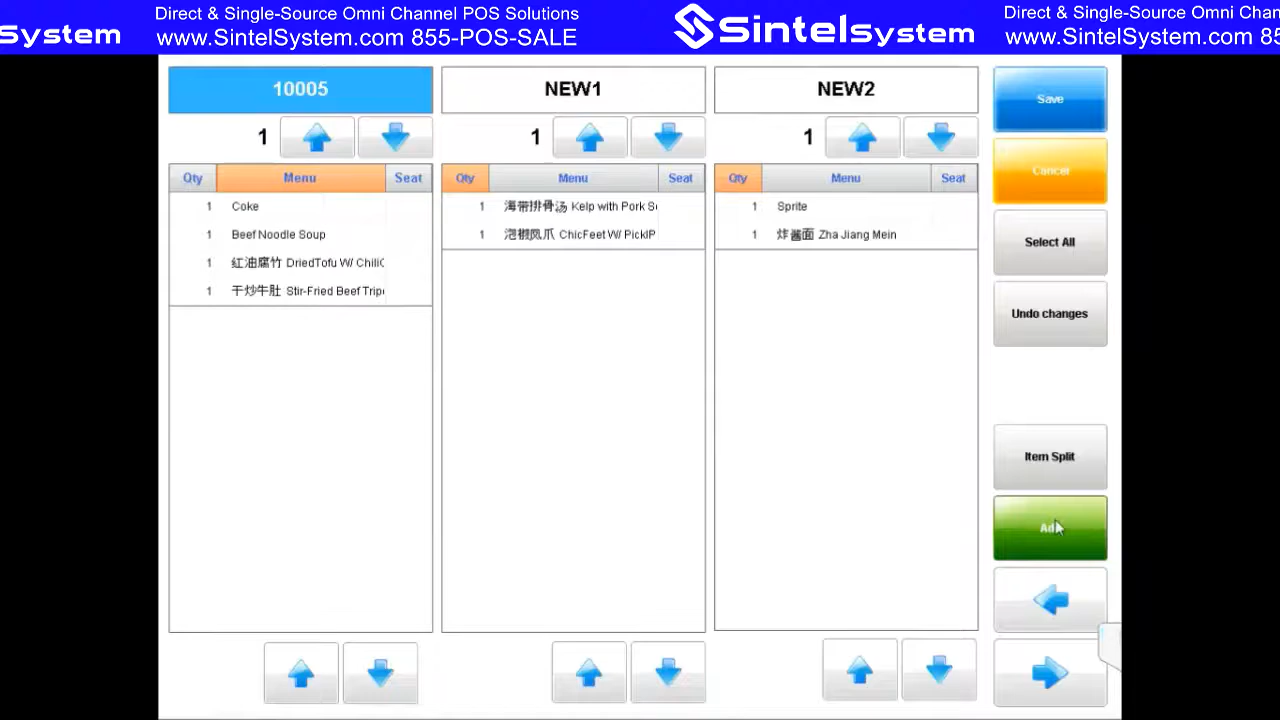 Direct & Single-Source Omni Channel POS Solutions
System www.SintelSystem.com 855-POS-SALE
Sintelsystem
Direct & Single-Source Omni Chan
www.SintelSystem.com 85
10005
NEW1
NEW2
Save
1
1
1
Cancel
Qty Menu Seat
Qty Menu Seat
Qty Menu Seat
1 Coke
1 Beef Noodle Soup
1 紅油腐竹 DriedTofu W/ ChiliC
1 干炒牛肚 Stir-Fried Beef Trip
1 海带排骨汤 Kelp with Pork S
1 泡椒凤爪 ChicFeet W/ PicklP
1 Sprite
1 炸酱面 Zha Jiang Mein
Select All
Undo changes
Item Split
Ad